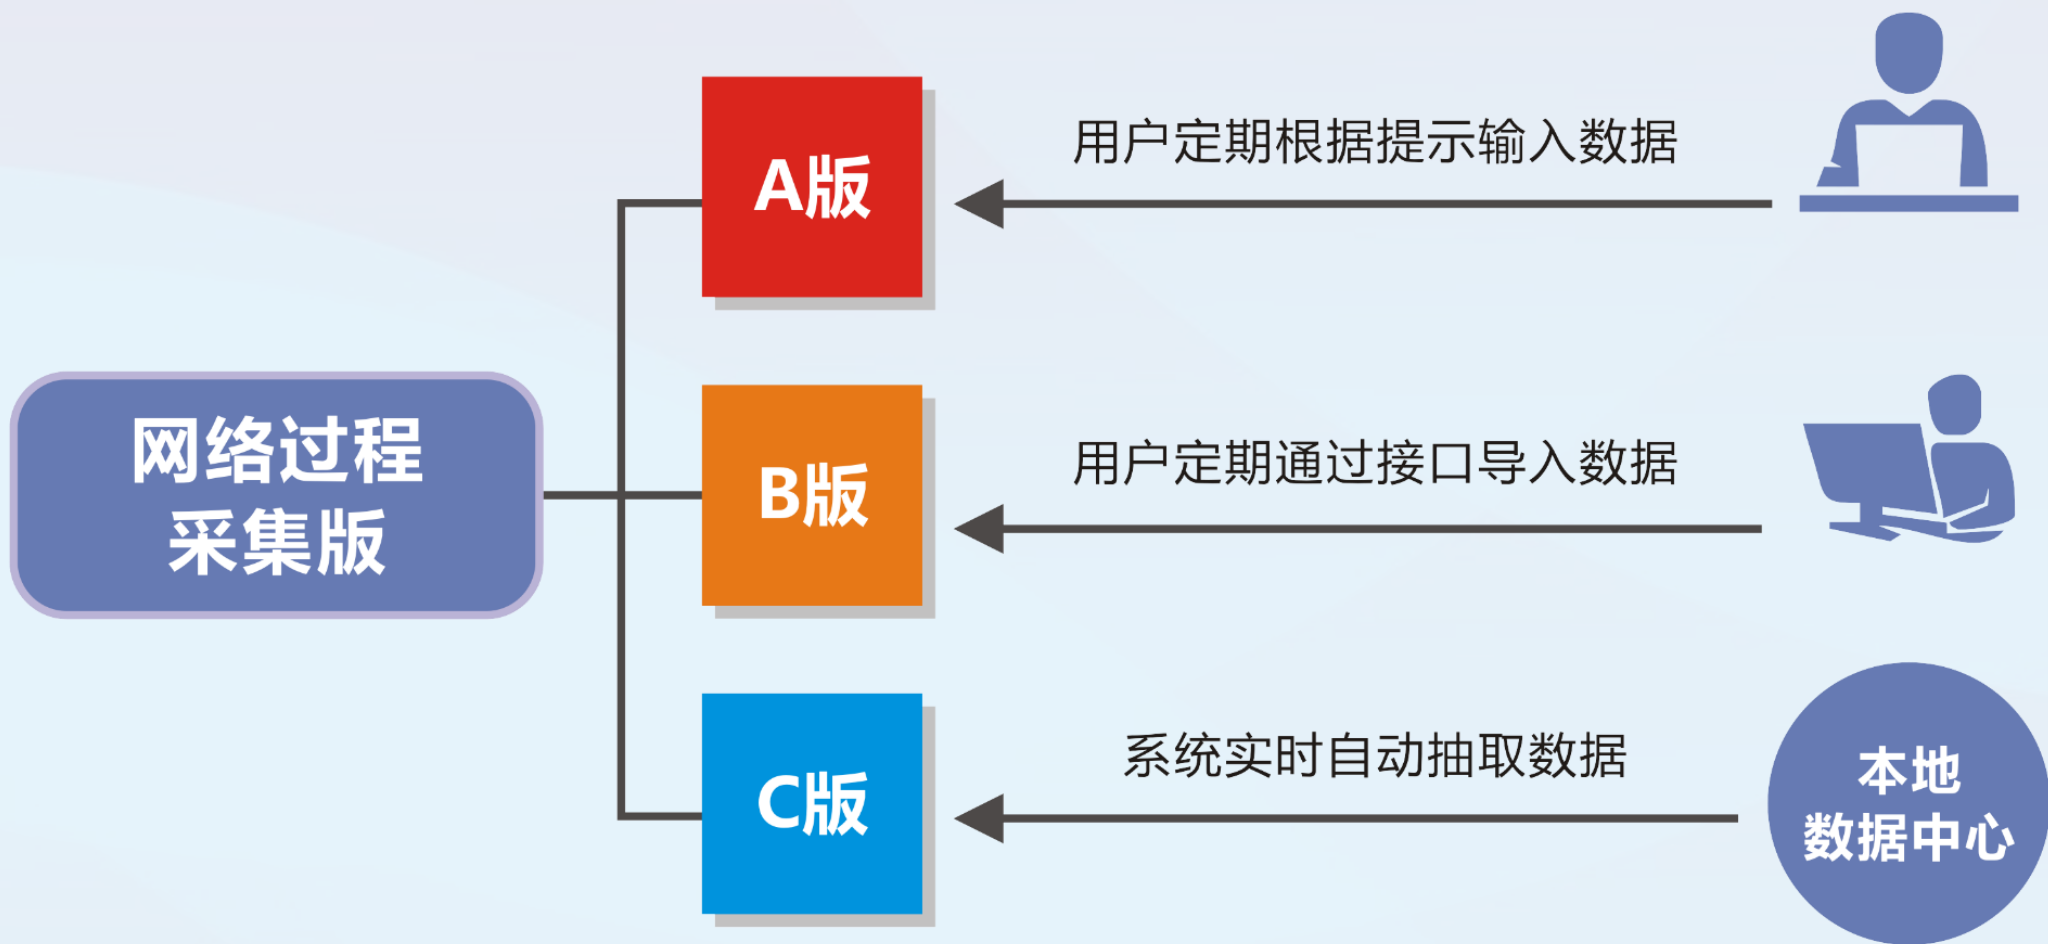 网络过程
采集版
A版
用户定期根据提示输入数据
B版
用户定期通过接口导入数据
C版
系统实时自动抽取数据
本地
数据中心